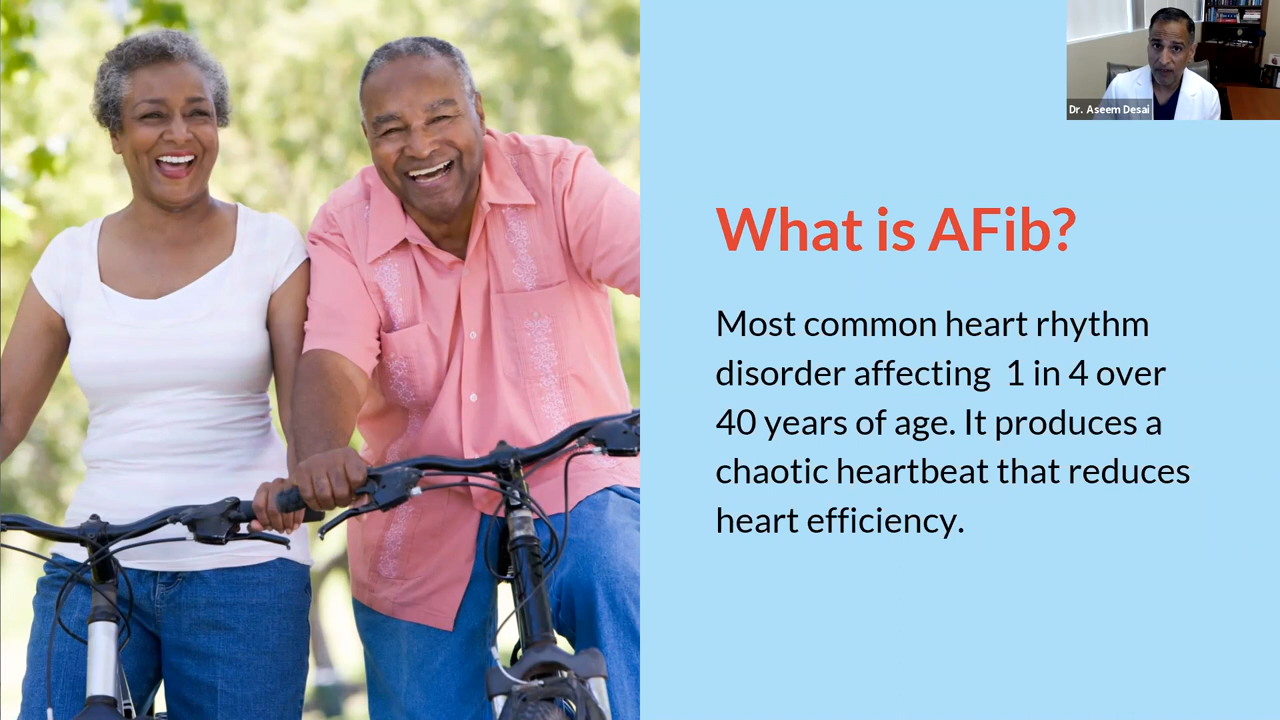 Dr. Aseem Desai
What is AFib?
Most common heart rhythm
disorder affecting  1 in 4 over
40 years of age. It produces a
chaotic heartbeat that reduces
heart efficiency.